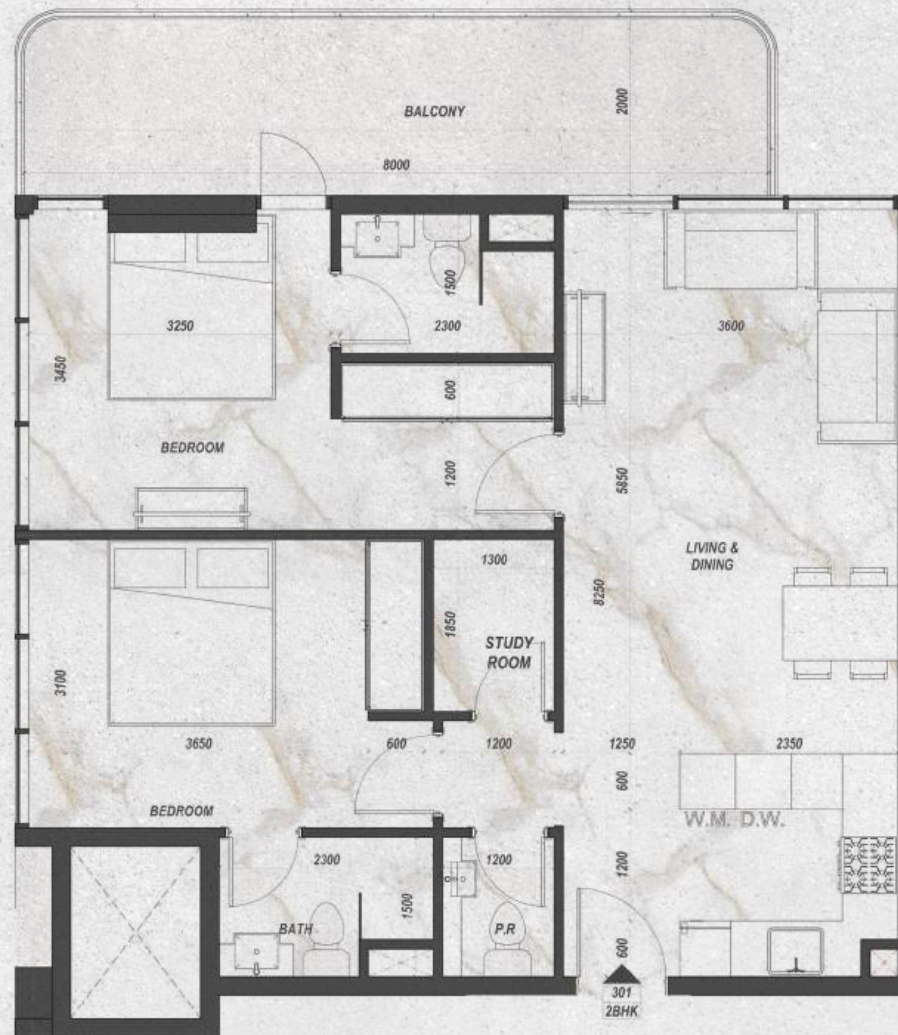 BALCONY
2000
8000
3250
1500
2300
3600
3450
600
BEDROOM
1200
5850
1300
LIVING &
DINING
8250
1850
STUDY
ROOM
3100
3650
600
1200
1250
2350
600
BEDROOM
W.M. D.W.
2300
1200
1200
1500
BATH
P.R
600
301
2BHK